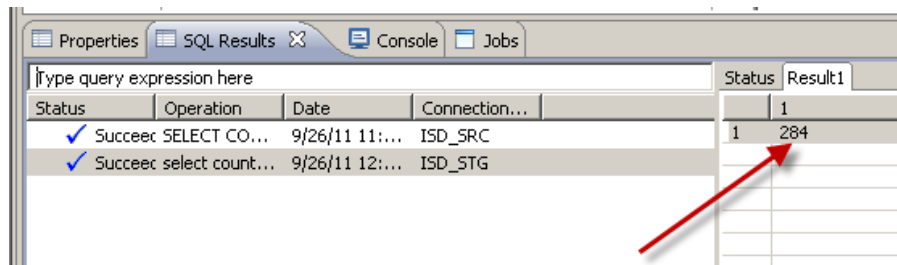 Properties SQL Results Console Jobs
Type query expression here
Status Result1
Status Operation Date Connection...
1
Succeec SELECT CO... 9/26/11 11:... ISD_SRC
1 284
Succeec select count... 9/26/11 12:... ISD_STG